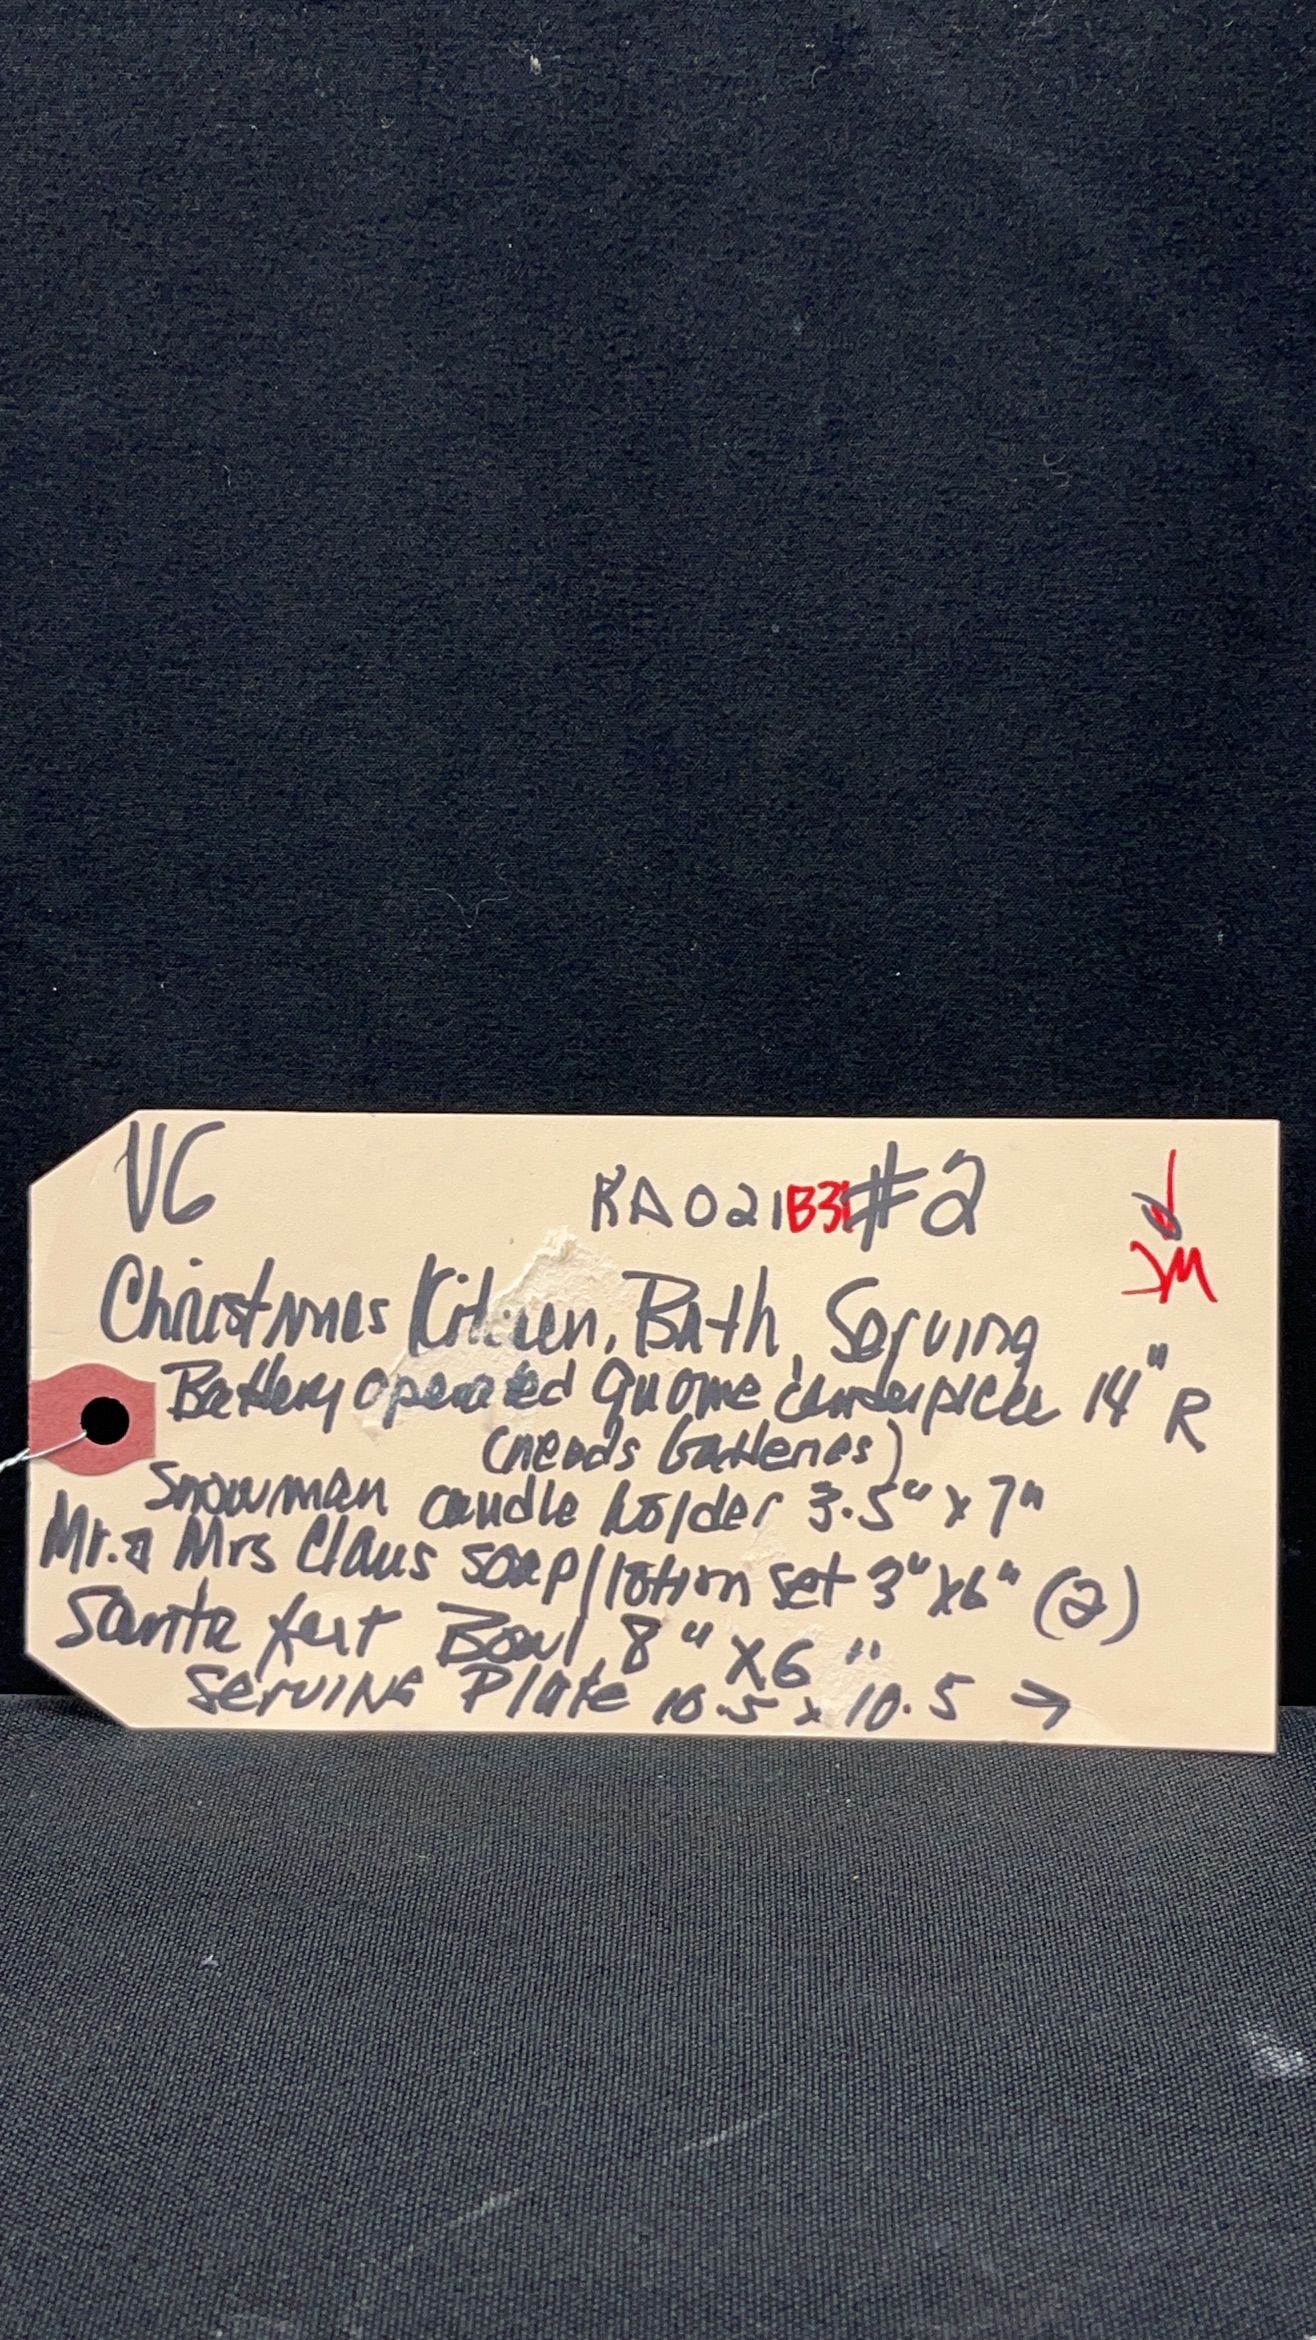 VG
KA021B31 #2
JM
Christmas Kitchen, Bath, Serving
Battery operated Gnome centerpiece 14" R
(needs batteries)
Snowman candle holder 3.5" x 7"
Mr. & Mrs Claus soap/lotion set 3" x 6" (2)
Santa feet Bowl 8" x 6"
Serving Plate 10.5 x 10.5 →